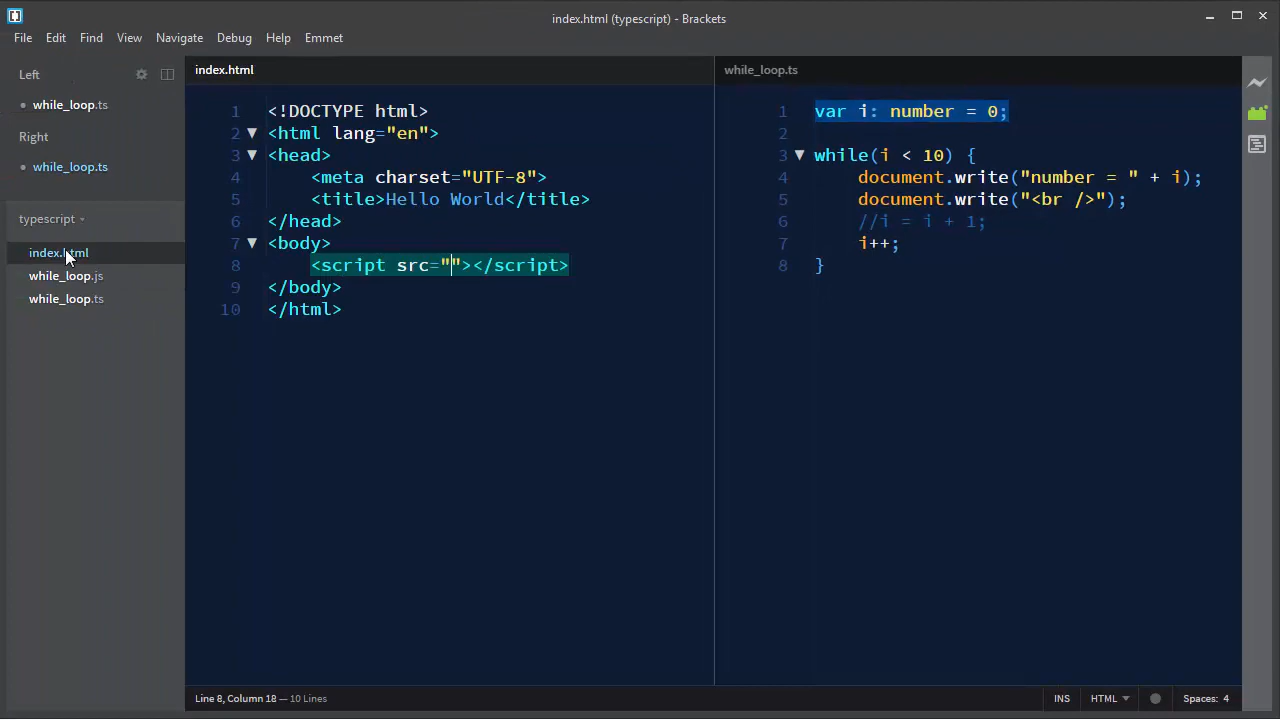 index.html (typescript) - Brackets
File Edit Find View Navigate Debug Help Emmet
Left
while_loop.ts
Right
while_loop.ts
typescript
index.html
while_loop.js
while_loop.ts
index.html
1 <!DOCTYPE html>
2 <html lang="en">
3 <head>
4 <meta charset="UTF-8">
5 <title>Hello World</title>
6 </head>
7 <body>
8 <script src=""></script>
9 </body>
10 </html>
while_loop.ts
1 var i: number = 0;
2
3 while(i < 10) {
4 document.write("number = " + i);
5 document.write("<br />");
6 //i = i + 1;
7 i++;
8 }
Line 8, Column 18 — 10 Lines
INS HTML Spaces: 4